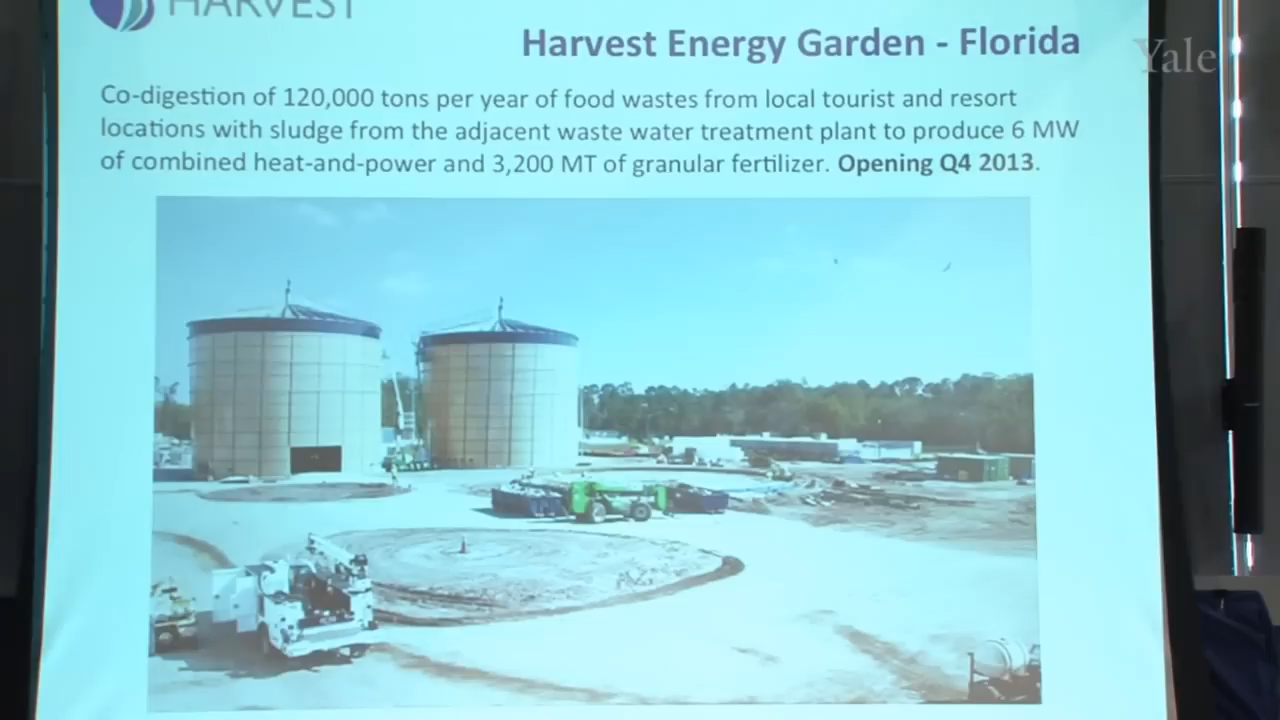 HARVEST
Harvest Energy Garden - Florida
Yale
Co-digestion of 120,000 tons per year of food wastes from local tourist and resort
locations with sludge from the adjacent waste water treatment plant to produce 6 MW
of combined heat-and-power and 3,200 MT of granular fertilizer. Opening Q4 2013.